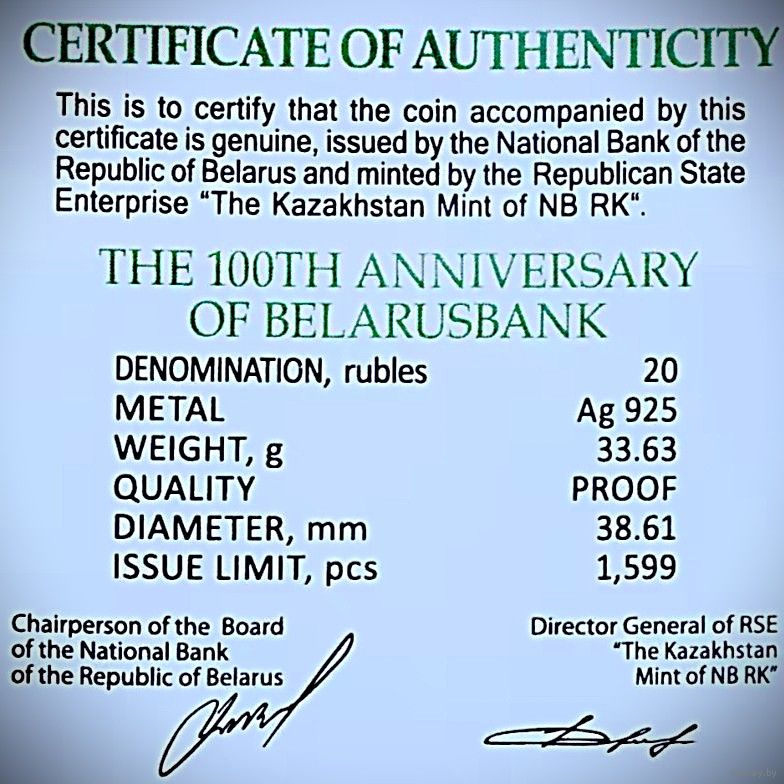 CERTIFICATE OF AUTHENTICITY
This is to certify that the coin accompanied by this
certificate is genuine, issued by the National Bank of the
Republic of Belarus and minted by the Republican State
Enterprise “The Kazakhstan Mint of NB RK“.
THE 100TH ANNIVERSARY
OF BELARUSBANK
DENOMINATION, rubles 20
METAL Ag 925
WEIGHT, g 33.63
QUALITY PROOF
DIAMETER, mm 38.61
ISSUE LIMIT, pcs 1,599
Chairperson of the Board
of the National Bank
of the Republic of Belarus
Director General of RSE
“The Kazakhstan
Mint of NB RK”